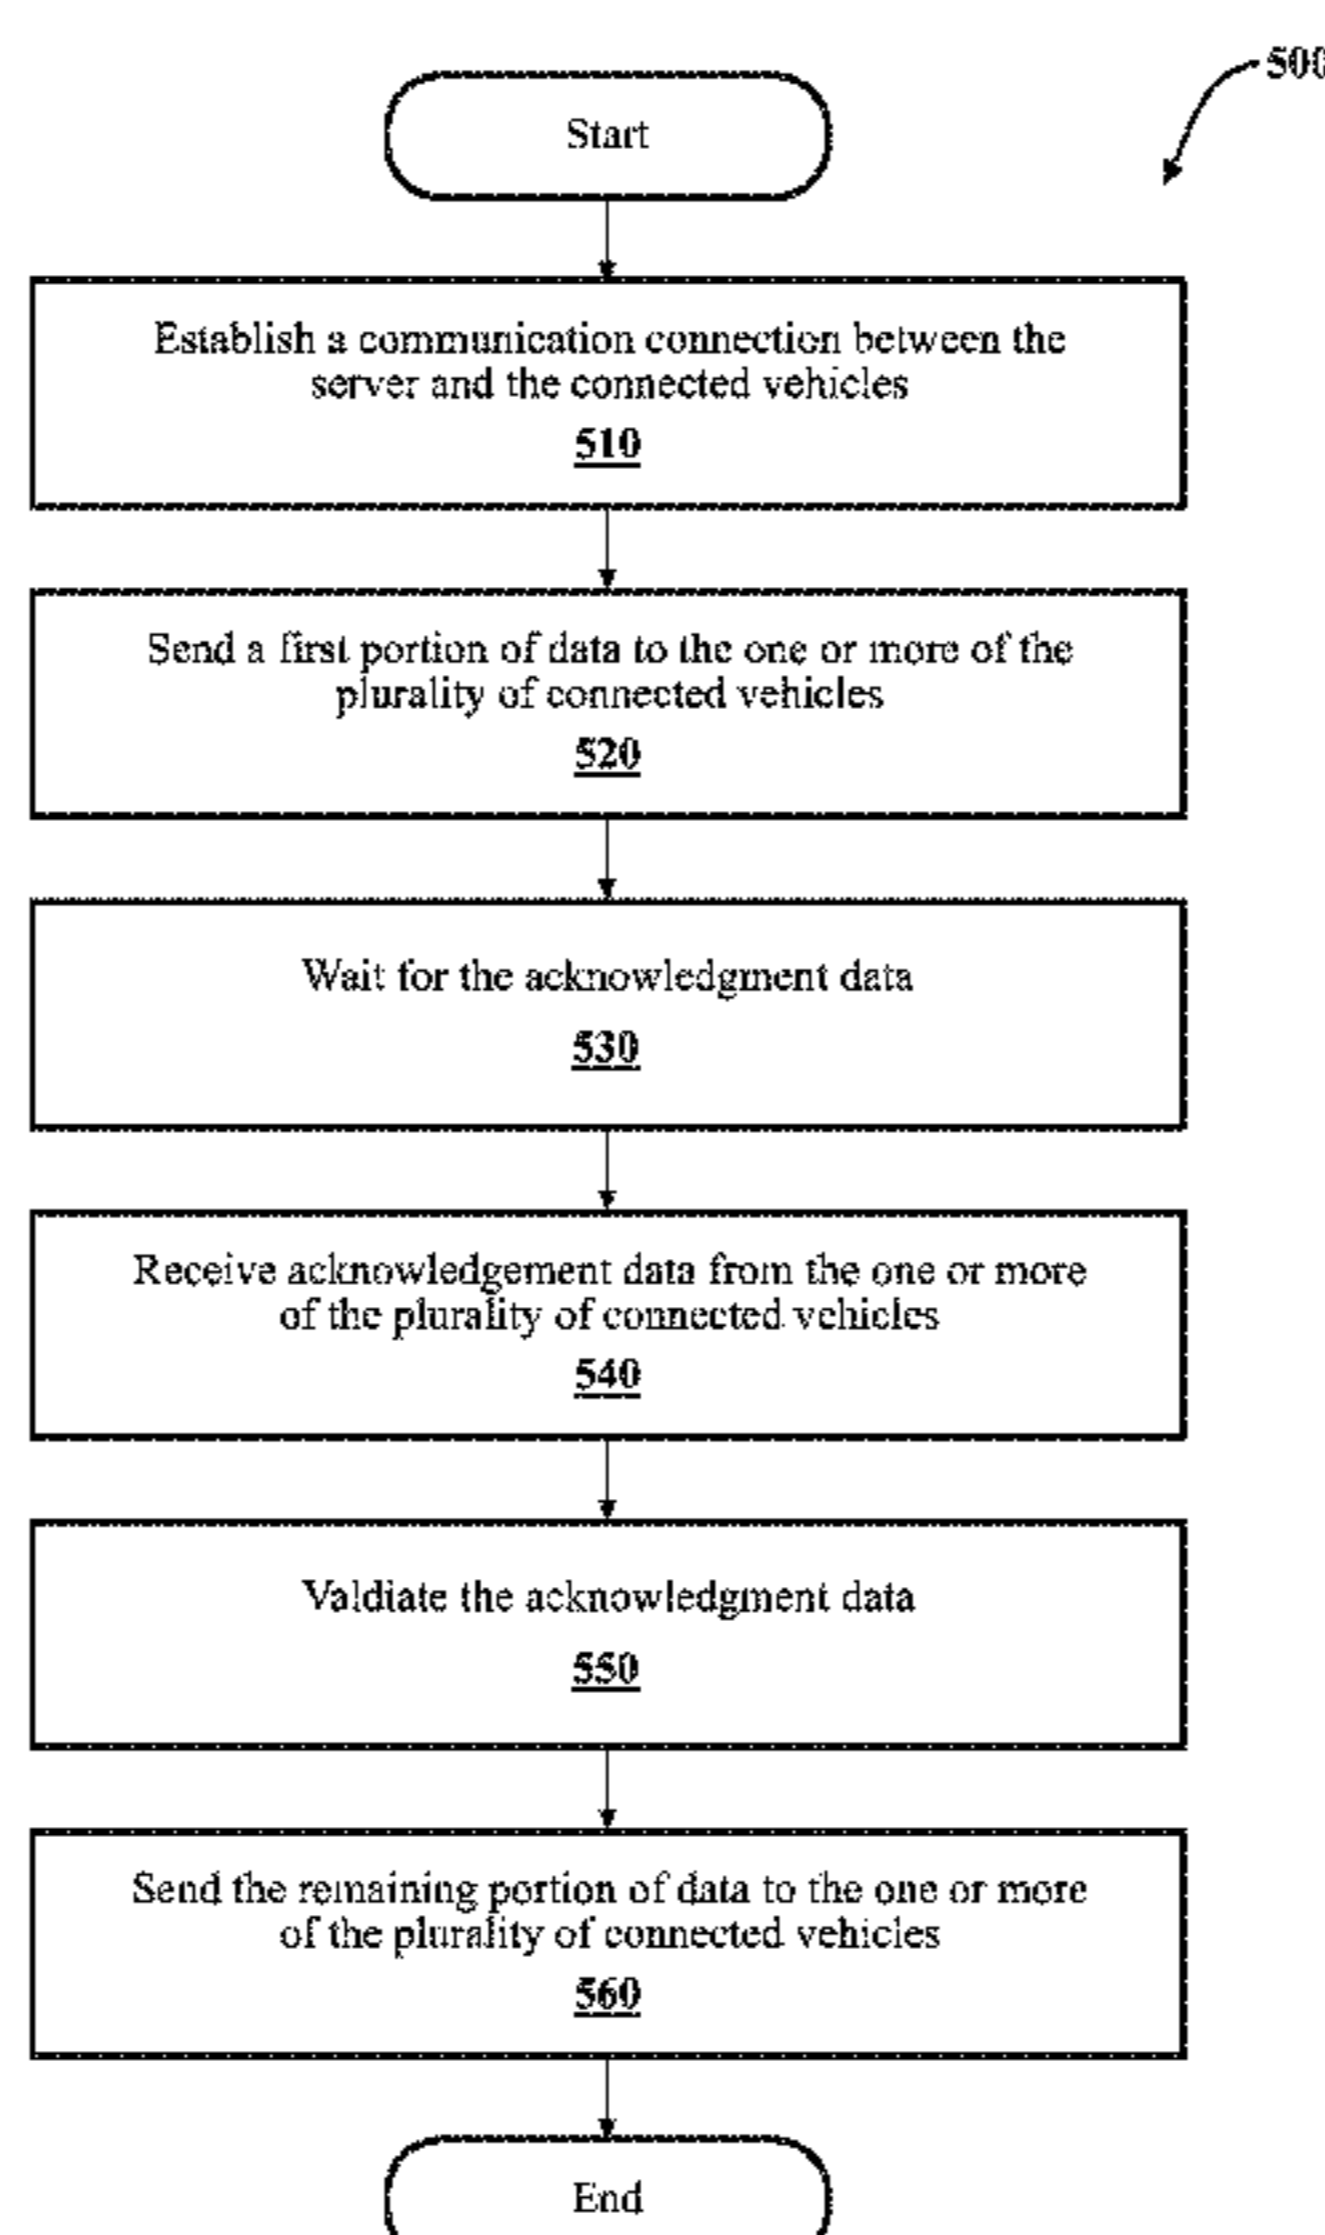 500
Start
Establish a communication connection between the
server and the connected vehicles
510
Send a first portion of data to the one or more of the
plurality of connected vehicles
520
Wait for the acknowledgment data
530
Receive acknowledgement data from the one or more
of the plurality of connected vehicles
540
Valdiate the acknowledgment data
550
Send the remaining portion of data to the one or more
of the plurality of connected vehicles
560
End